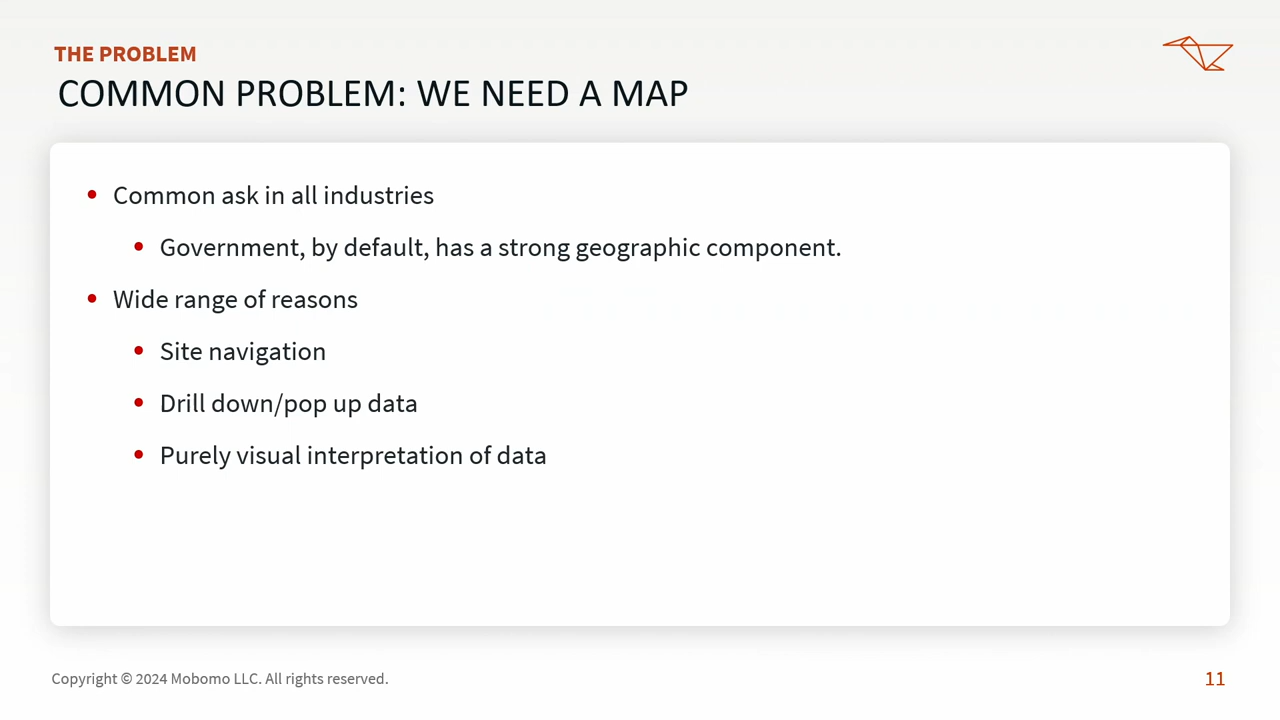 THE PROBLEM
COMMON PROBLEM: WE NEED A MAP
• Common ask in all industries
• Government, by default, has a strong geographic component.
• Wide range of reasons
• Site navigation
• Drill down/pop up data
• Purely visual interpretation of data
Copyright © 2024 Mobomo LLC. All rights reserved.
11